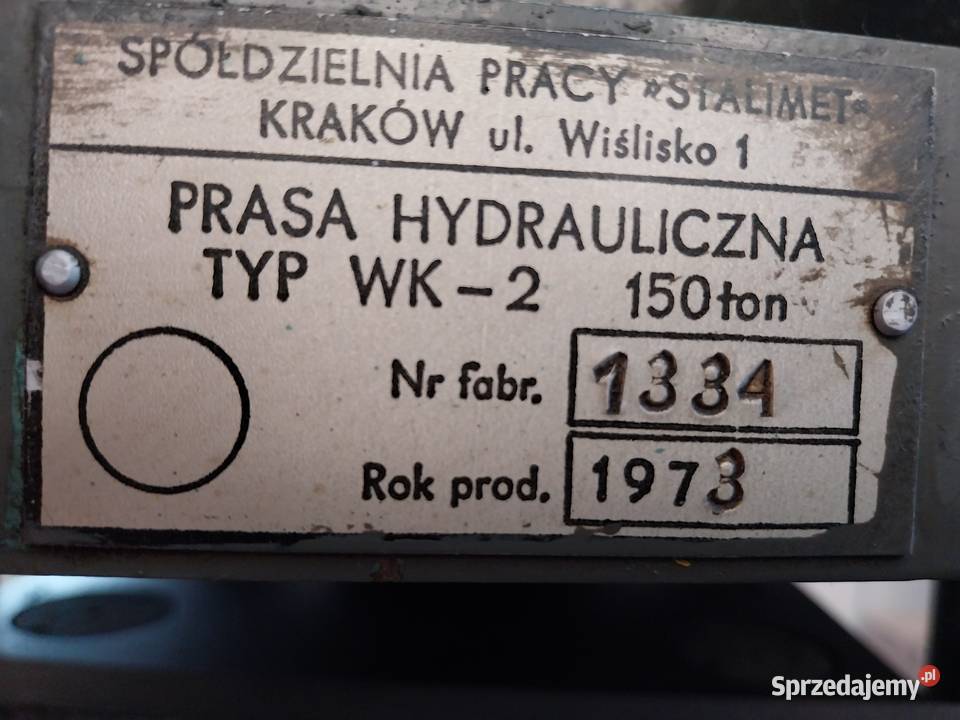 SPÓŁDZIELNIA PRACY »STALIMET«
KRAKÓW ul. Wiślisko 1
PRASA HYDRAULICZNA
TYP WK-2 150 ton
Nr fabr. 1334
Rok prod. 1973
Sprzedajemy.pl